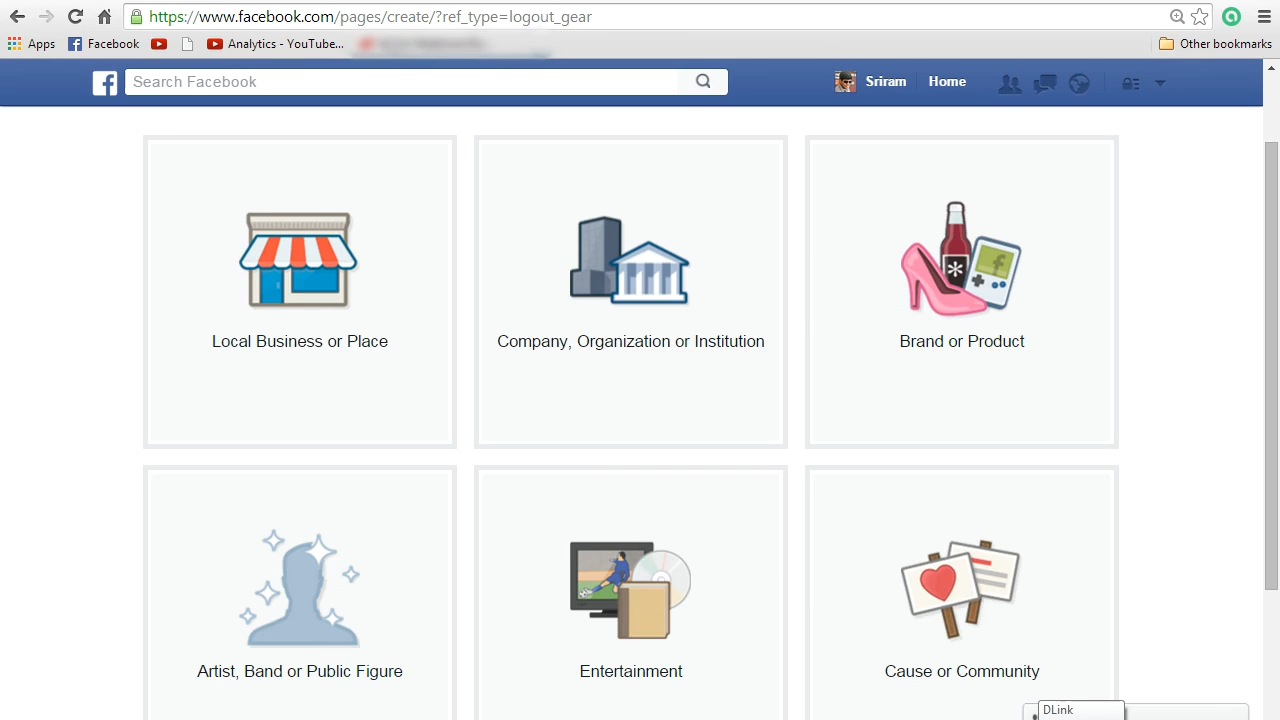 https://www.facebook.com/pages/create/?ref_type=logout_gear
Apps Facebook Analytics - YouTube... Other bookmarks
Search Facebook Sriram Home
Local Business or Place Company, Organization or Institution Brand or Product
Artist, Band or Public Figure Entertainment Cause or Community
DLink